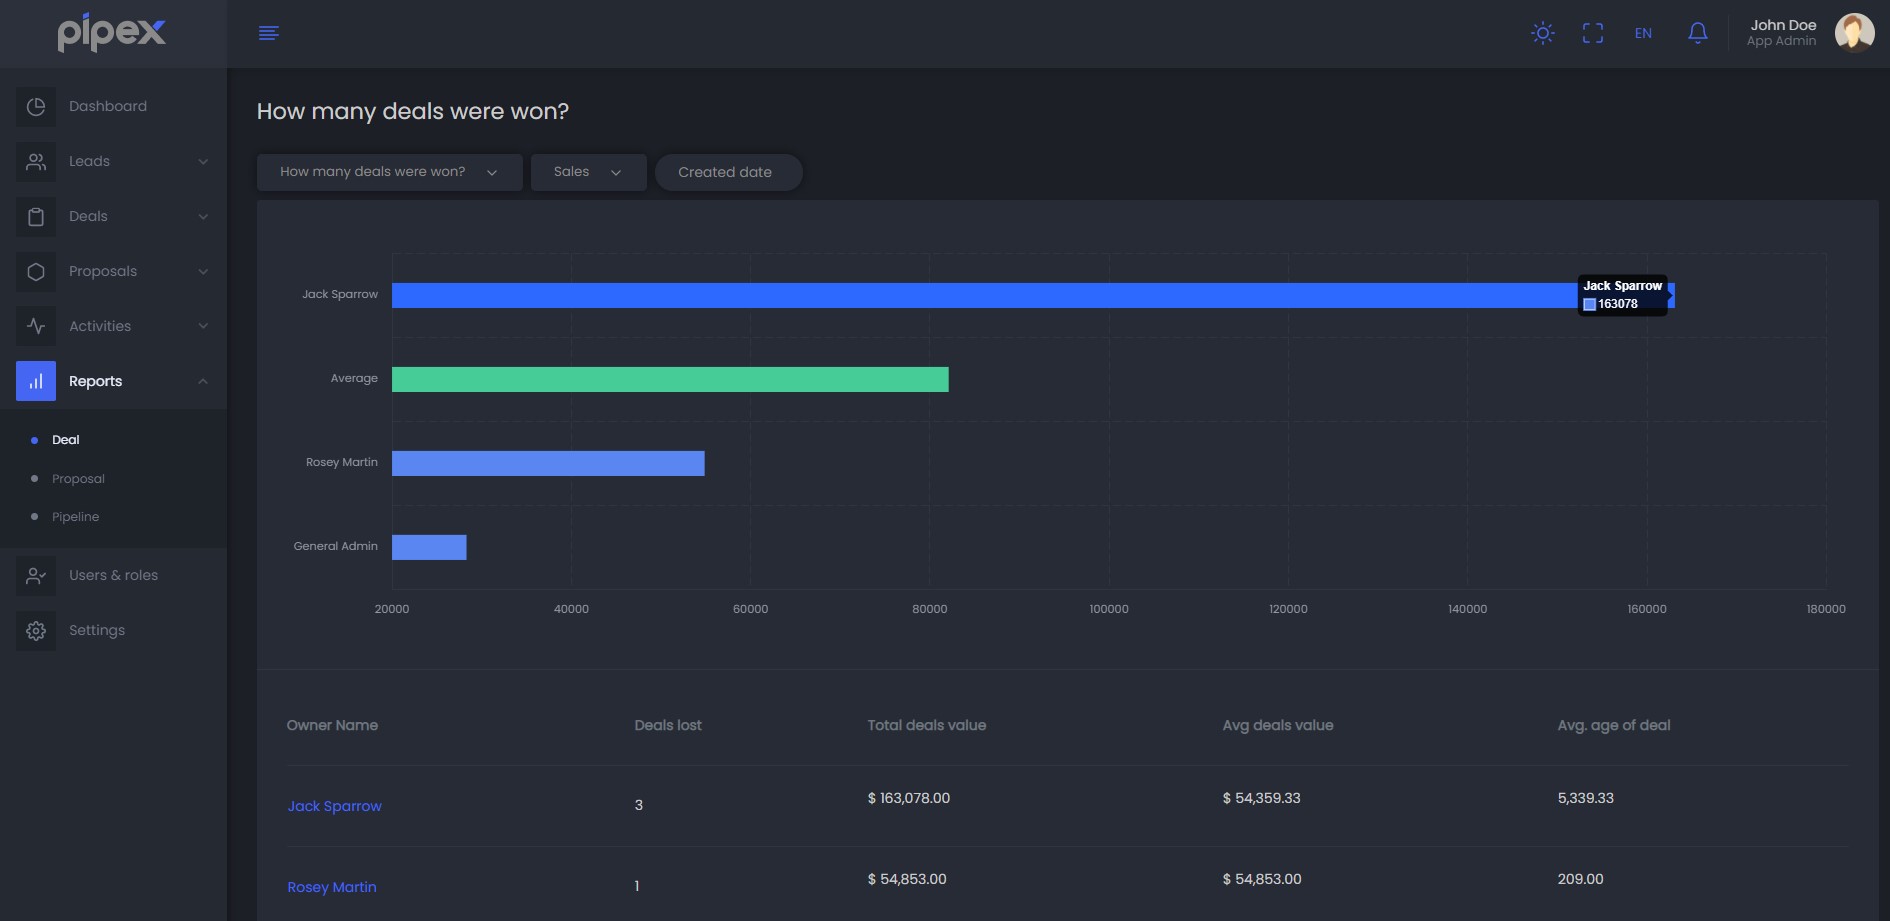 pipex
EN
John Doe
App Admin
Dashboard
Leads
Deals
Proposals
Activities
Reports
Deal
Proposal
Pipeline
Users & roles
Settings
How many deals were won?
How many deals were won?
Sales
Created date
Jack Sparrow
Jack Sparrow
163078
Average
Rosey Martin
General Admin
20000 40000 60000 80000 100000 120000 140000 160000 180000
Owner Name Deals lost Total deals value Avg deals value Avg. age of deal
Jack Sparrow 3 $ 163,078.00 $ 54,359.33 5,339.33
Rosey Martin 1 $ 54,853.00 $ 54,853.00 209.00